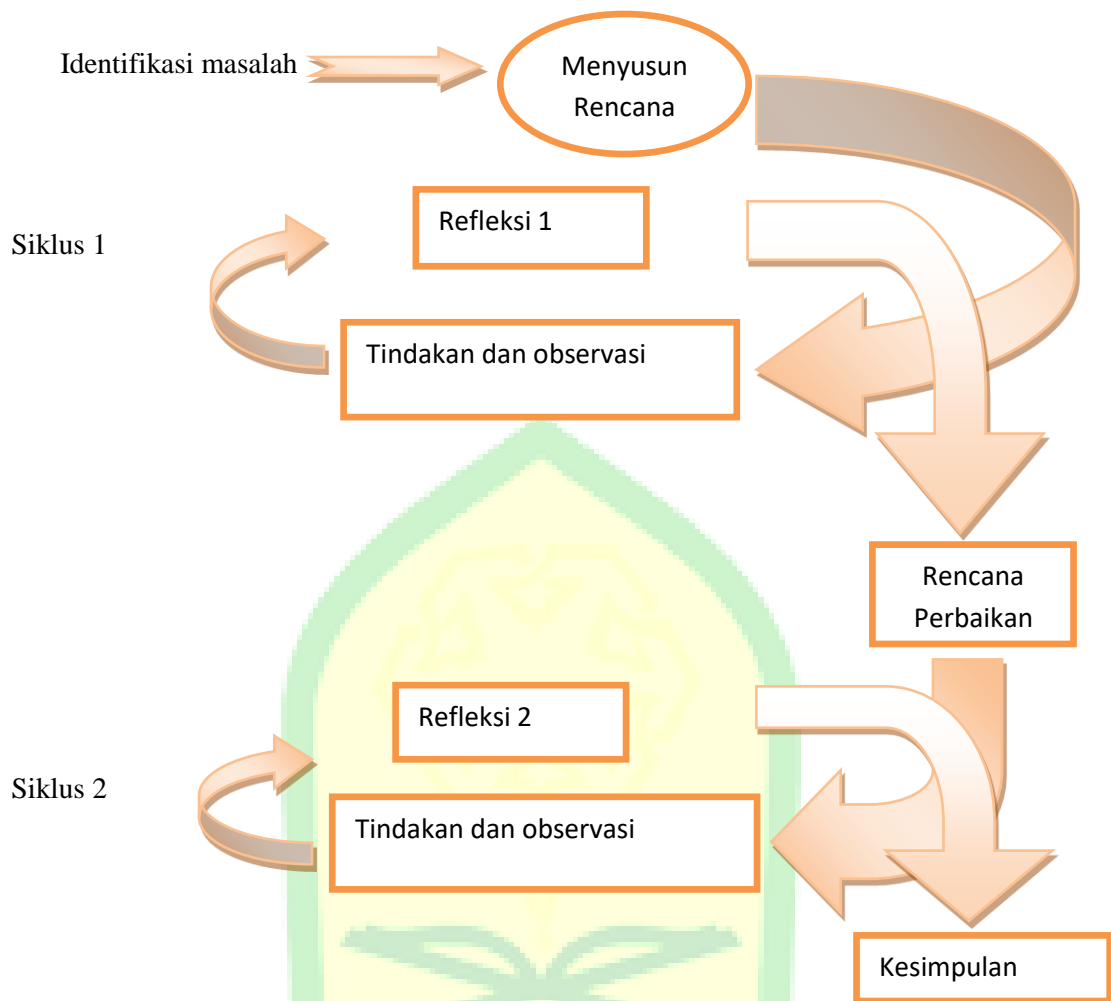 Identifikasi masalah
Menyusun
Rencana
Refleksi 1
Siklus 1
Tindakan dan observasi
Rencana
Perbaikan
Refleksi 2
Siklus 2
Tindakan dan observasi
Kesimpulan